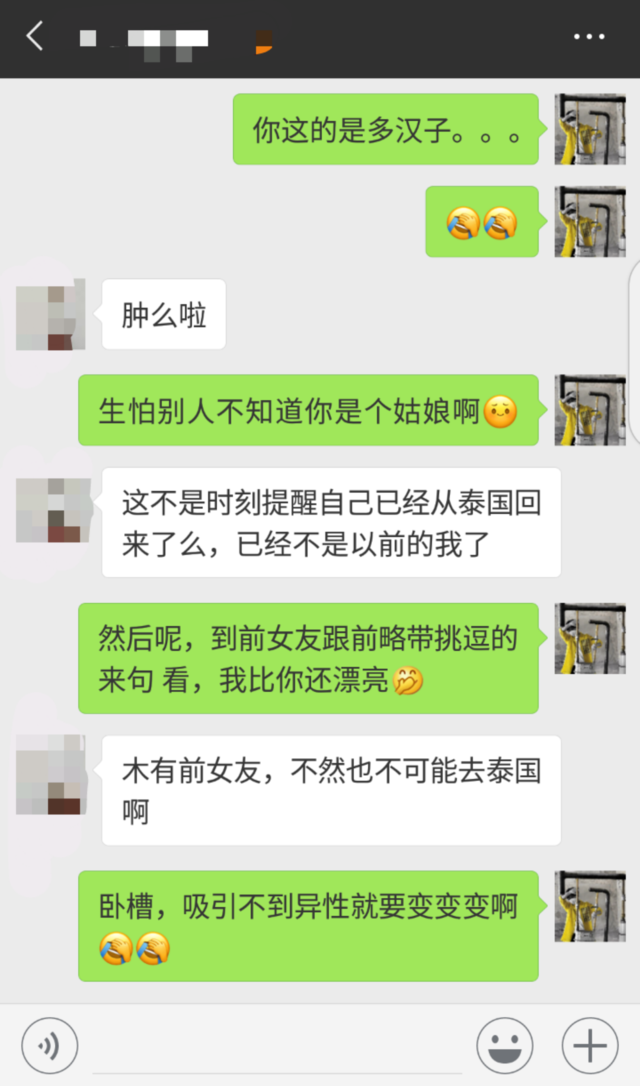 你这的是多汉子。。。
肿么啦
生怕别人不知道你是个姑娘啊
这不是时刻提醒自己已经从泰国回
来了么，已经不是以前的我了
然后呢，到前女友跟前略带挑逗的
来句 看，我比你还漂亮
木有前女友，不然也不可能去泰国
啊
卧槽，吸引不到异性就要变变变啊